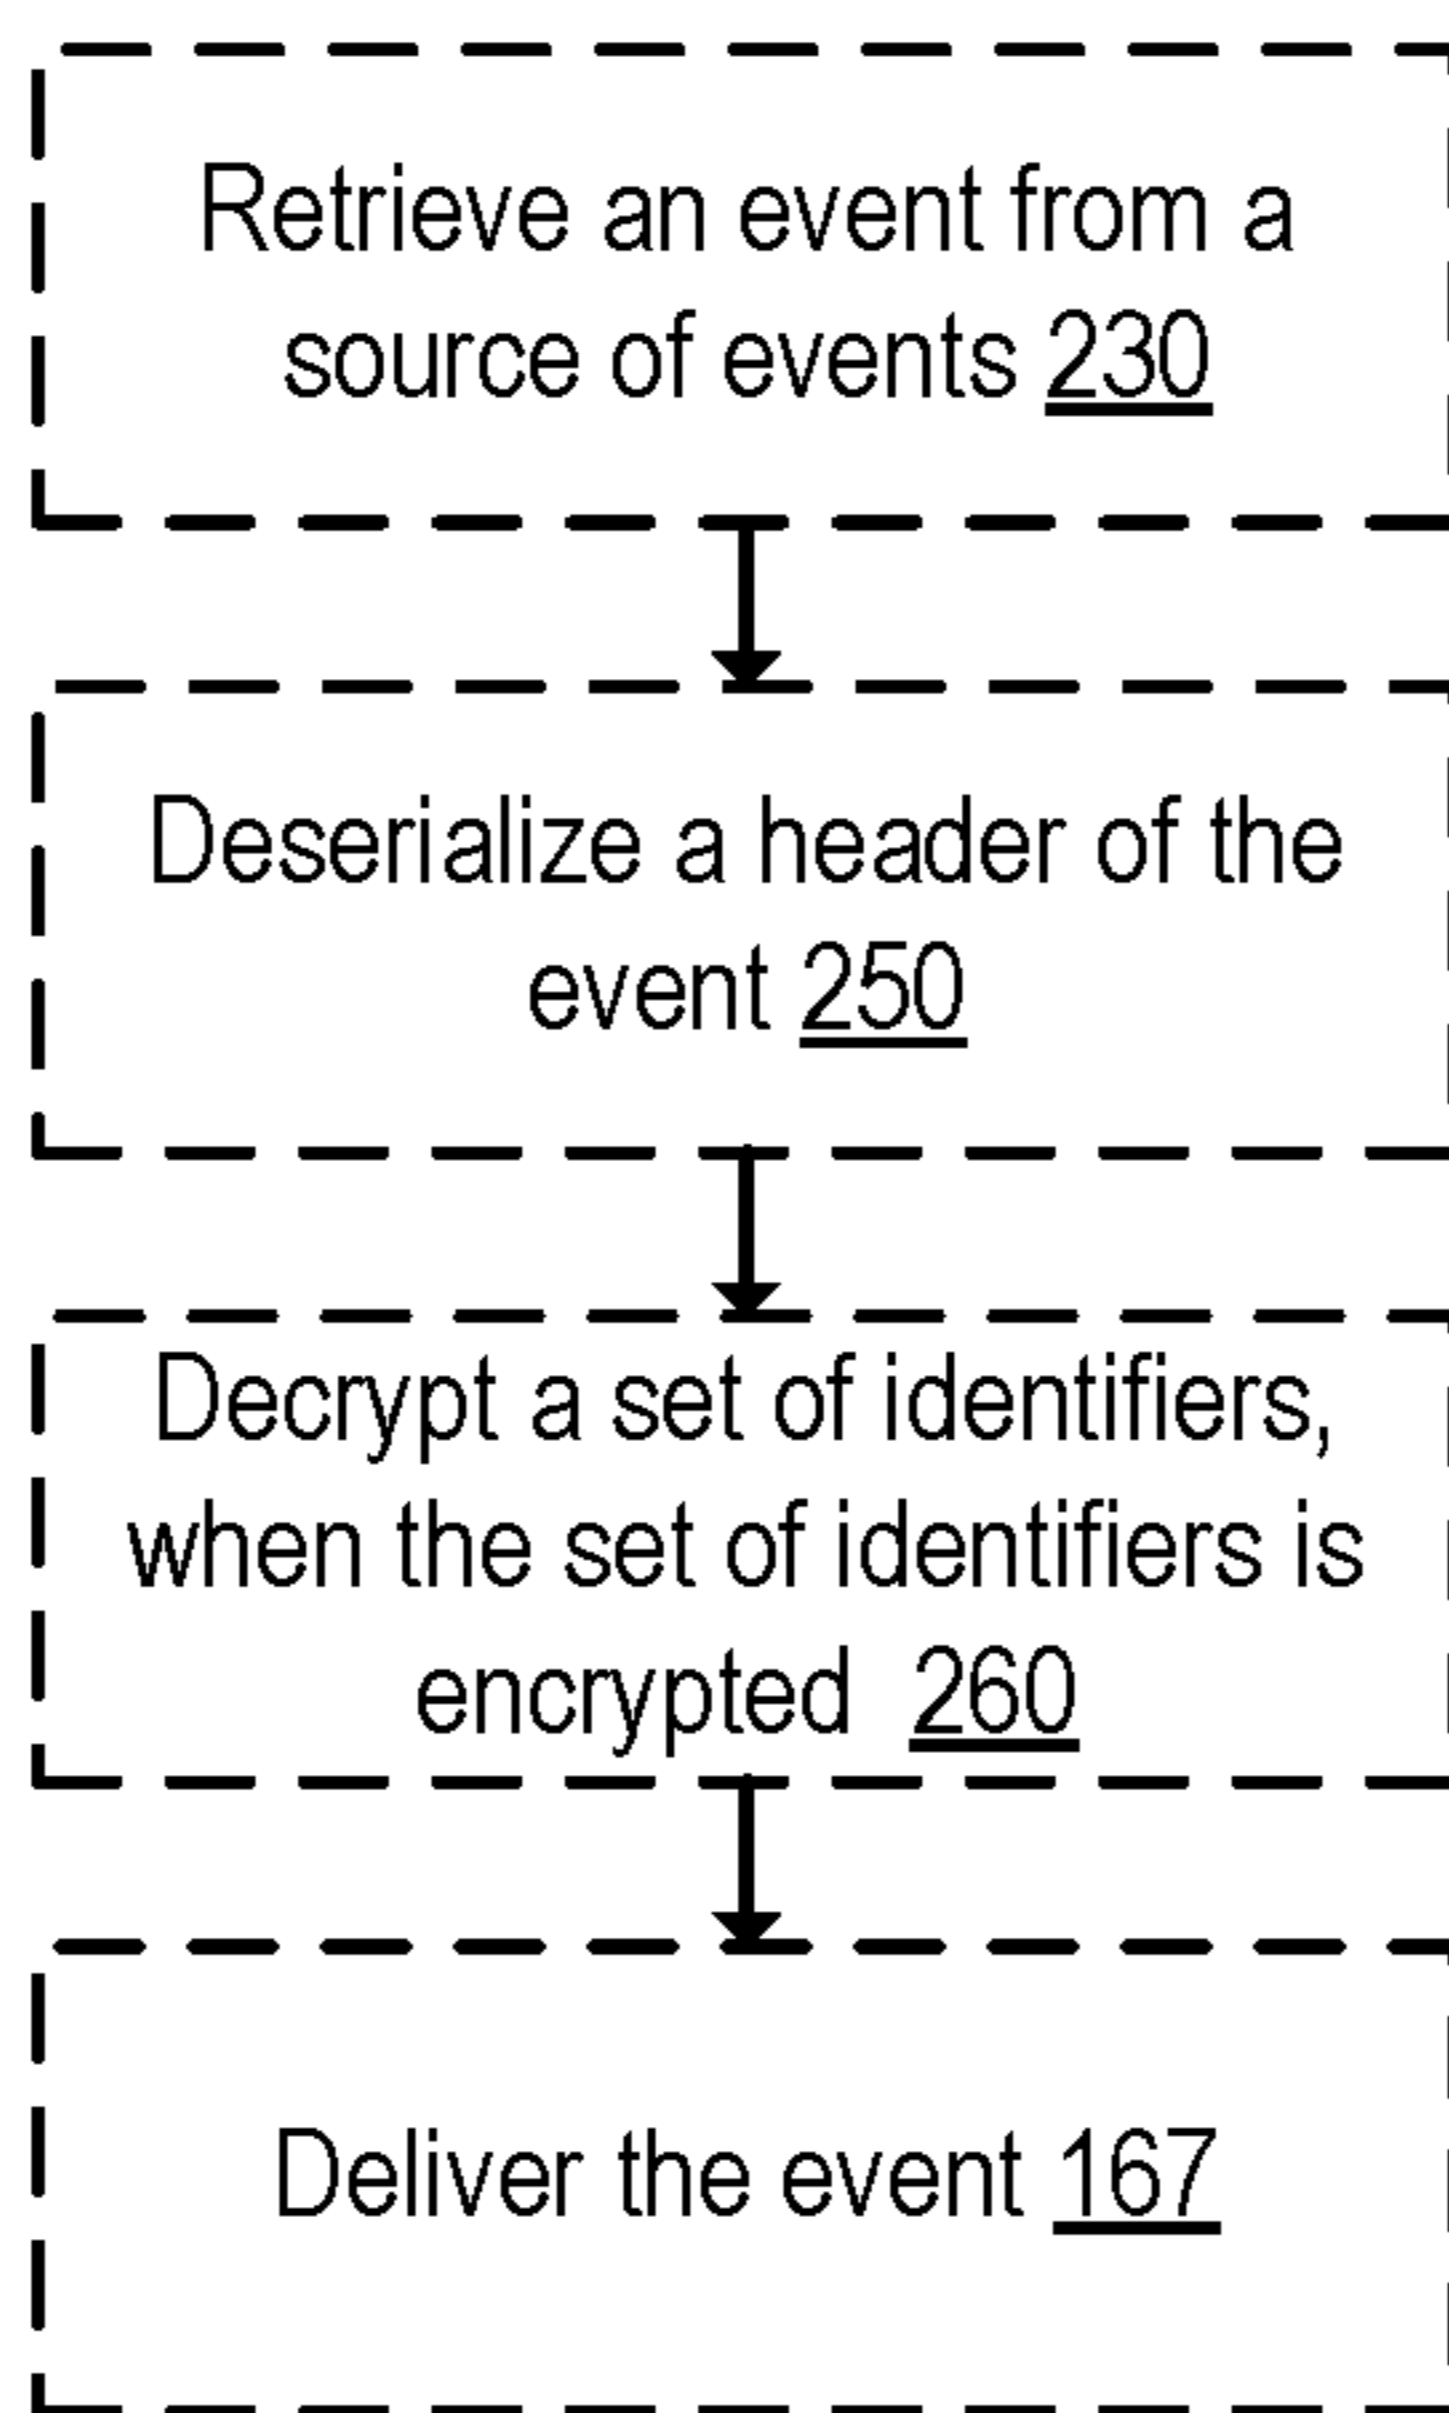 Retrieve an event from a
source of events 230
Deserialize a header of the
event 250
Decrypt a set of identifiers,
when the set of identifiers is
encrypted 260
Deliver the event 167